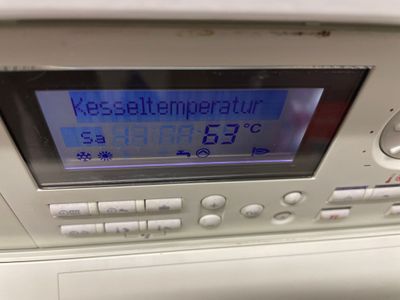 Kesseltemperatur
Sa 63 °C